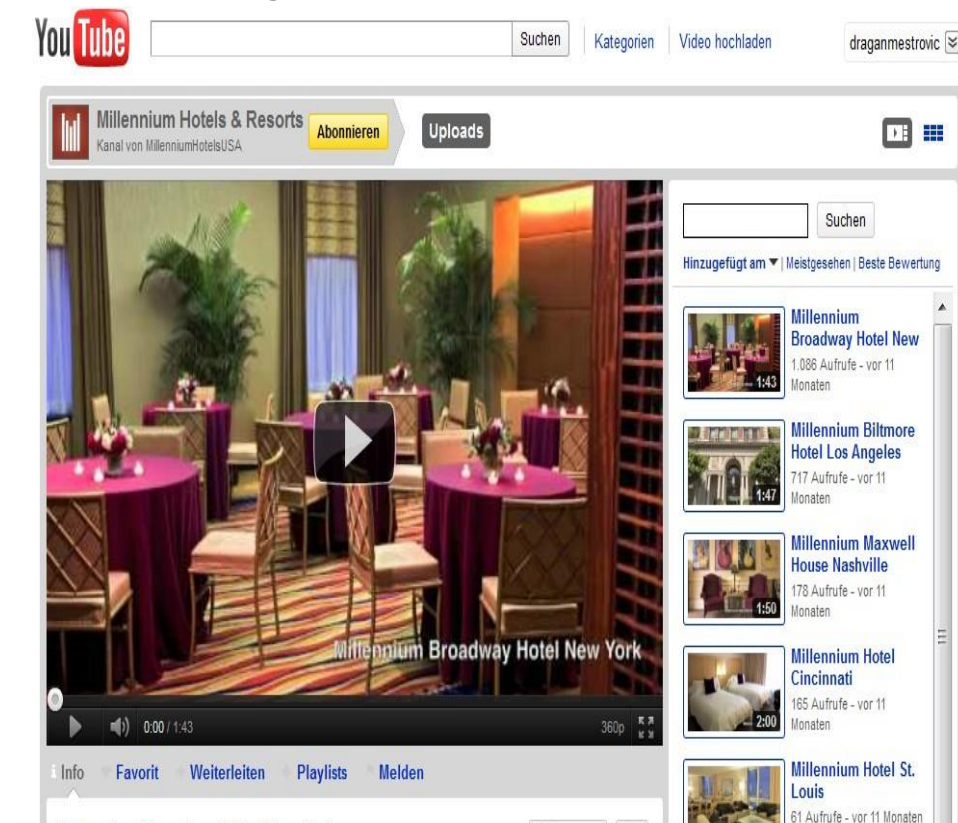 YouTube
Suchen
Kategorien
Video hochladen
draganmestrovic
Millennium Hotels & Resorts
Kanal von MillenniumHotelsUSA
Abonnieren
Uploads
Millennium Broadway Hotel New York
0:00 / 1:43
360p
Info
Favorit
Weiterleiten
Playlists
Melden
Suchen
Hinzugefügt am ▼ | Meistgesehen | Beste Bewertung
Millennium
Broadway Hotel New
1.086 Aufrufe - vor 11
Monaten
1:43
Millennium Biltmore
Hotel Los Angeles
717 Aufrufe - vor 11
Monaten
1:47
Millennium Maxwell
House Nashville
178 Aufrufe - vor 11
Monaten
1:50
Millennium Hotel
Cincinnati
165 Aufrufe - vor 11
Monaten
2:00
Millennium Hotel St.
Louis
61 Aufrufe - vor 11 Monaten